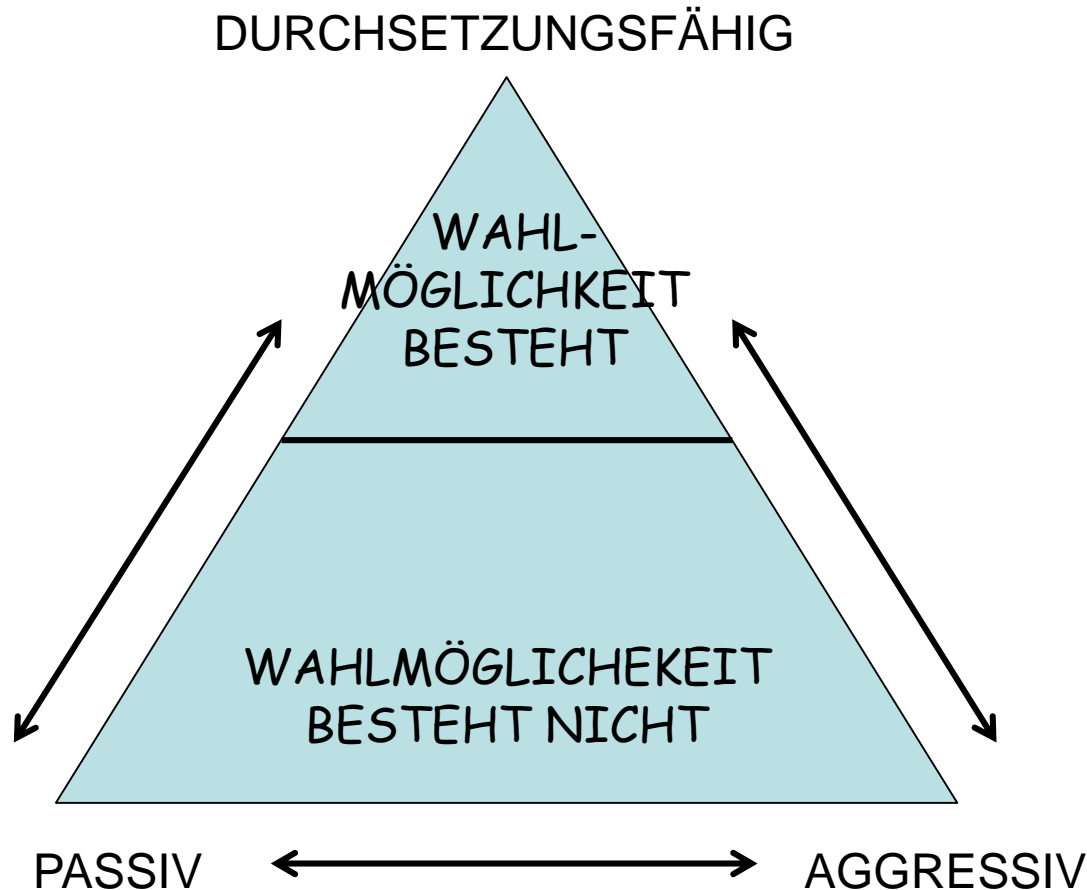 DURCHSETZUNGSFÄHIG
WAHL-
MÖGLICHKEIT
BESTEHT
WAHLMÖGLICHEKEIT
BESTEHT NICHT
PASSIV
AGGRESSIV